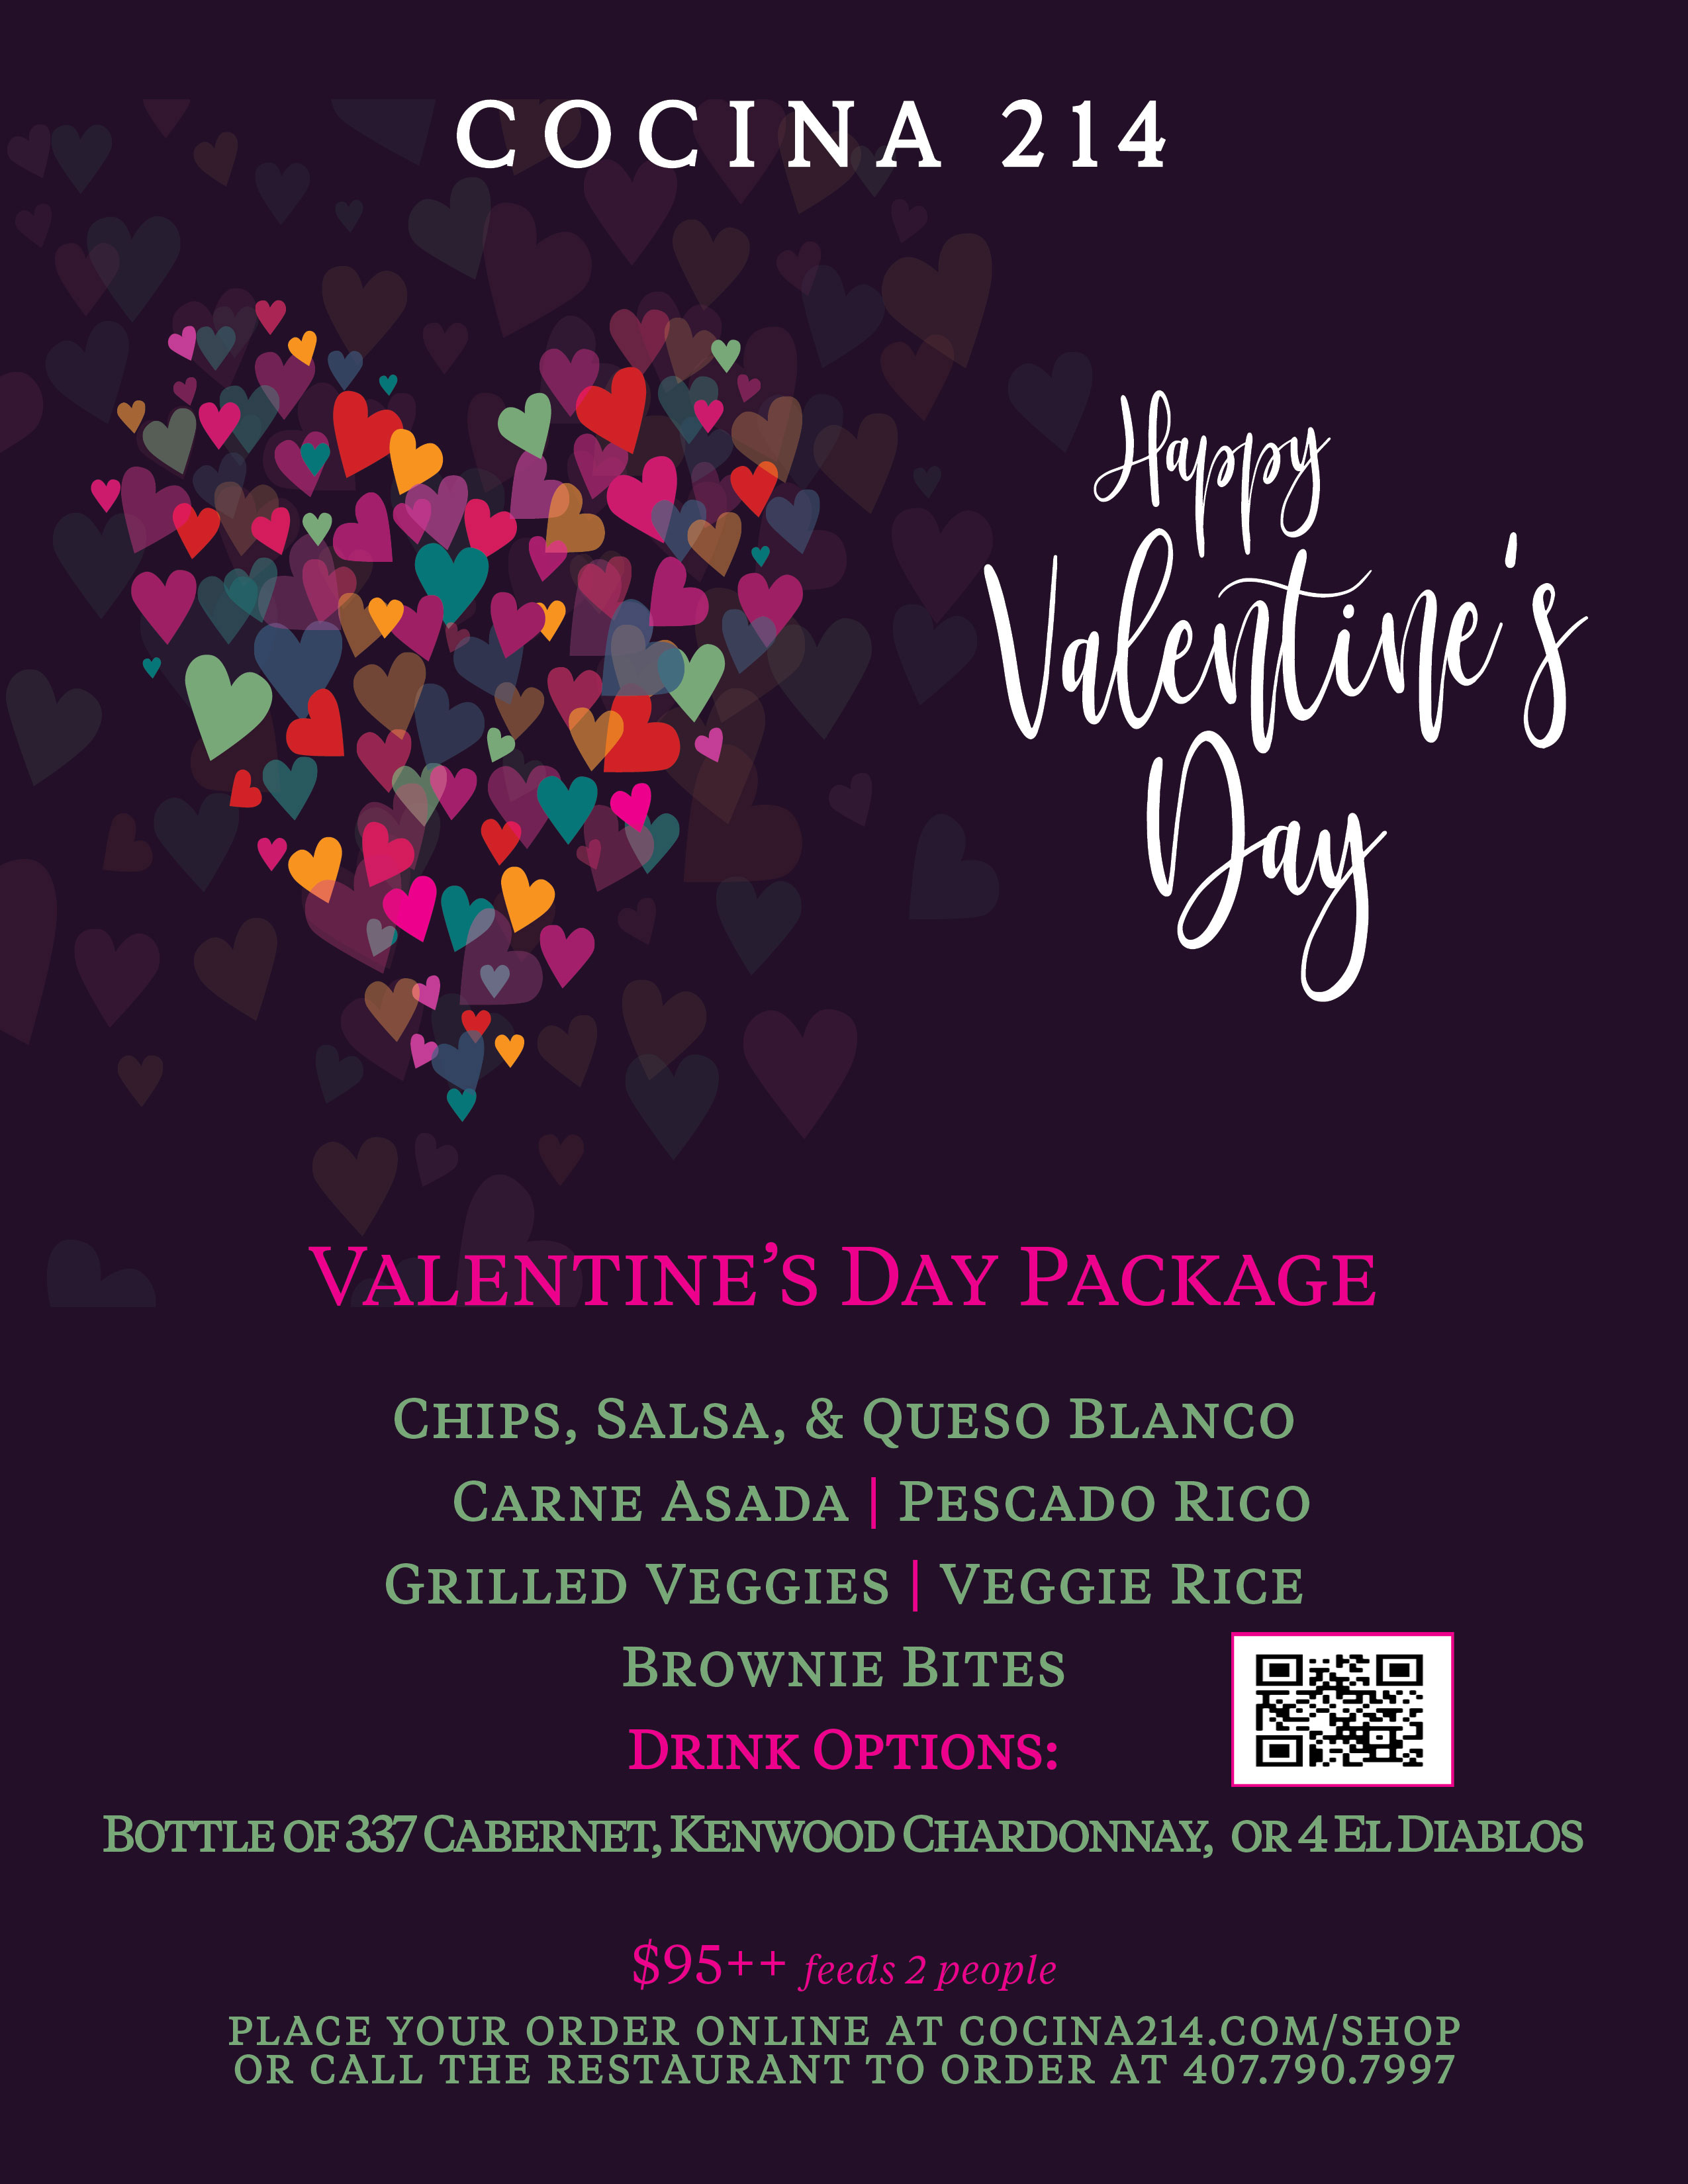 COCINA 214
Happy
Valentine's
Day
Valentine’s Day Package
Chips, Salsa, & Queso Blanco
Carne Asada | Pescado Rico
Grilled Veggies | Veggie Rice
Brownie Bites
Drink Options:
Bottle of 337 Cabernet, Kenwood Chardonnay, or 4 El Diablos
$95++ feeds 2 people
PLACE YOUR ORDER ONLINE AT COCINA214.COM/SHOP
OR CALL THE RESTAURANT TO ORDER AT 407.790.7997